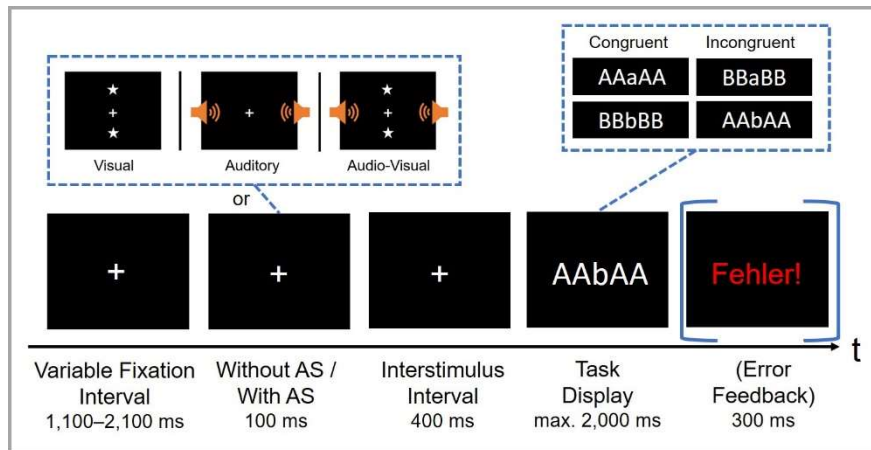 Congruent
Incongruent
AAaAA
BBaBB
BBbBB
AAbAA
Visual
Auditory
Audio-Visual
or
+
+
+
AAbAA
Fehler!
t
Variable Fixation
Interval
1,100–2,100 ms
Without AS /
With AS
100 ms
Interstimulus
Interval
400 ms
Task
Display
max. 2,000 ms
(Error
Feedback)
300 ms